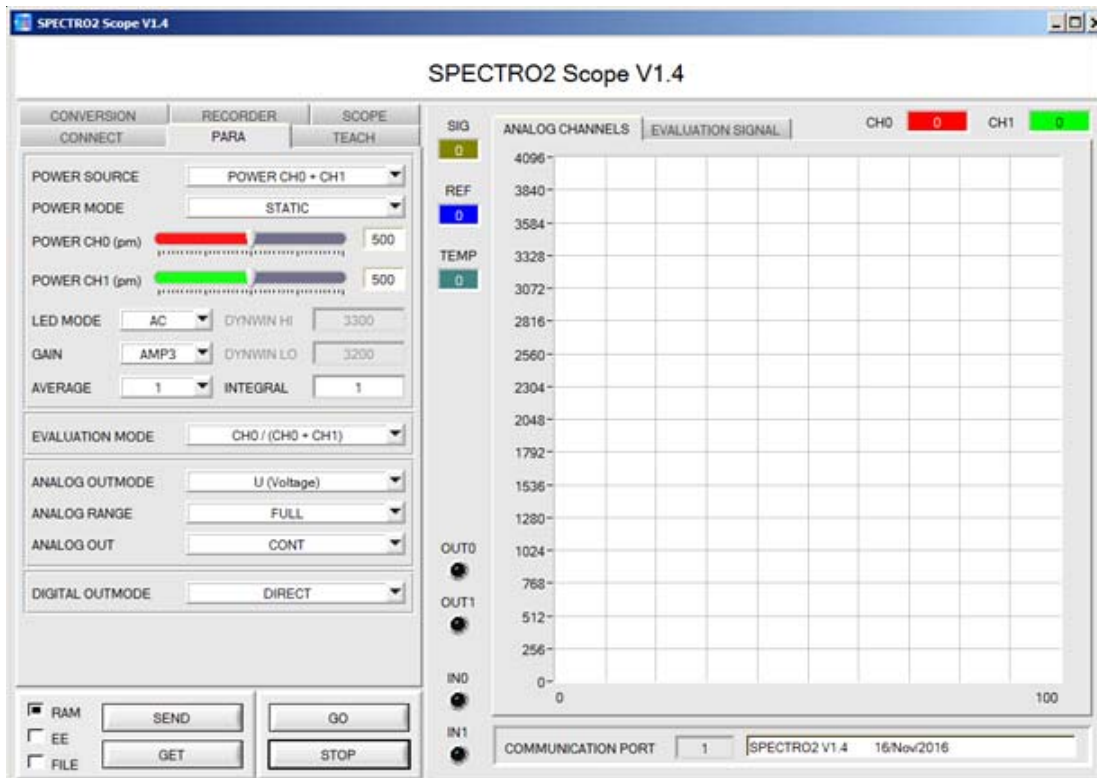 SPECTRO2 Scope V1.4
SPECTRO2 Scope V1.4
CONVERSION RECORDER SCOPE
CONNECT PARA TEACH
POWER SOURCE POWER CH0 + CH1
POWER MODE STATIC
POWER CH0 (pm) 500
POWER CH1 (pm) 500
LED MODE AC DYNWIN HI 3300
GAIN AMP3 DYNWIN LO 3200
AVERAGE 1 INTEGRAL 1
EVALUATION MODE CH0 / (CH0 + CH1)
ANALOG OUTMODE U (Voltage)
ANALOG RANGE FULL
ANALOG OUT CONT
DIGITAL OUTMODE DIRECT
RAM SEND GO
EE
FILE GET STOP
SIG
0
REF
0
TEMP
0
OUT0
OUT1
IN0
IN1
ANALOG CHANNELS EVALUATION SIGNAL CH0 0 CH1 0
4096
3840
3584
3328
3072
2816
2560
2304
2048
1792
1536
1280
1024
768
512
256
0
0 100
COMMUNICATION PORT 1 SPECTRO2 V1.4 16/Nov/2016